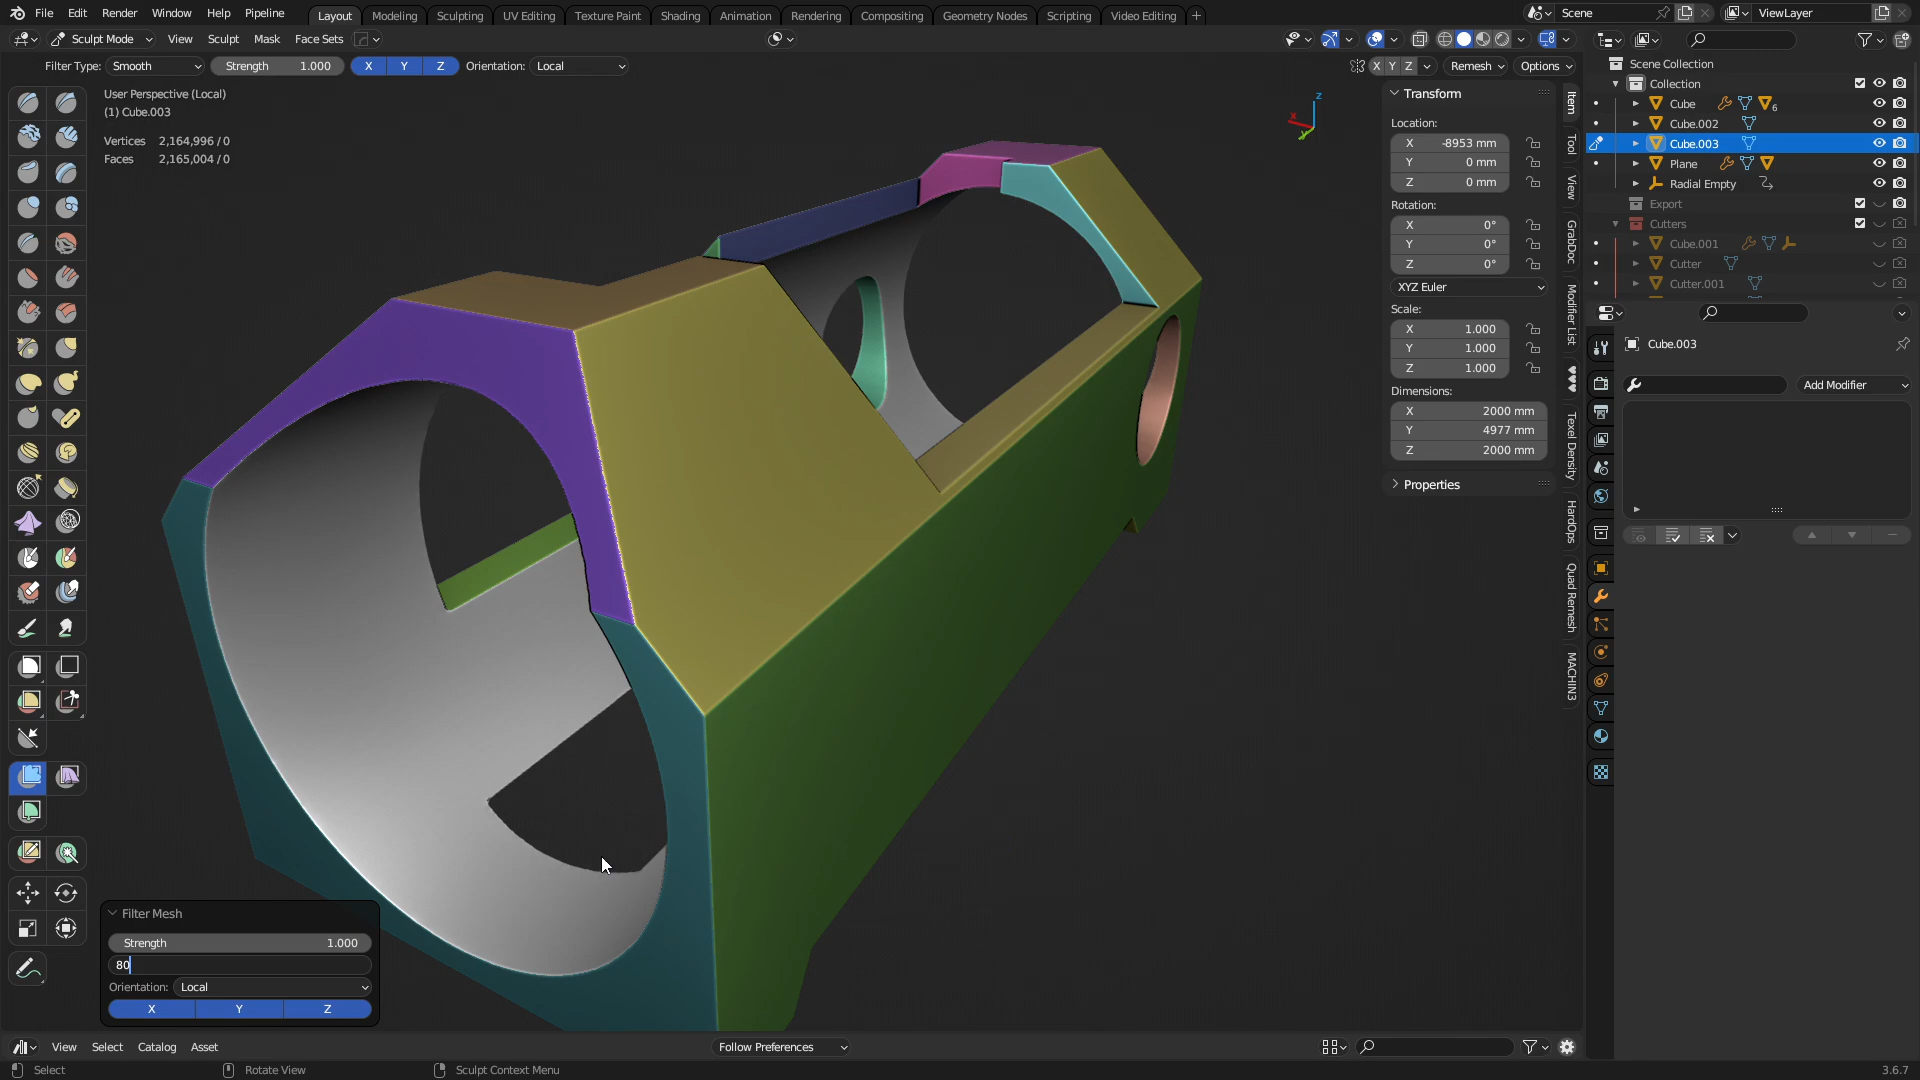 File Edit Render Window Help Pipeline
Layout Modeling Sculpting UV Editing Texture Paint Shading Animation Rendering Compositing Geometry Nodes Scripting Video Editing +
Scene
ViewLayer
Sculpt Mode View Sculpt Mask Face Sets
Filter Type: Smooth Strength 1.000 X Y Z Orientation: Local
X Y Z Remesh Options
User Perspective (Local)
(1) Cube.003
Vertices 2,164,996 / 0
Faces 2,165,004 / 0
z
x
y
Transform
Location:
X -8953 mm
Y 0 mm
Z 0 mm
Rotation:
X 0°
Y 0°
Z 0°
XYZ Euler
Scale:
X 1.000
Y 1.000
Z 1.000
Dimensions:
X 2000 mm
Y 4977 mm
Z 2000 mm
Properties
Item
Tool
View
GrabDoc
Modifier List
Texel Density
HardOps
Quad Remesh
MACHIN3
Scene Collection
Collection
Cube 6
Cube.002
Cube.003
Plane
Radial Empty
Export
Cutters
Cube.001
Cutter
Cutter.001
Cube.003
Add Modifier
Filter Mesh
Strength 1.000
80
Orientation: Local
X Y Z
View Select Catalog Asset
Follow Preferences
Select Rotate View Sculpt Context Menu
3.6.7